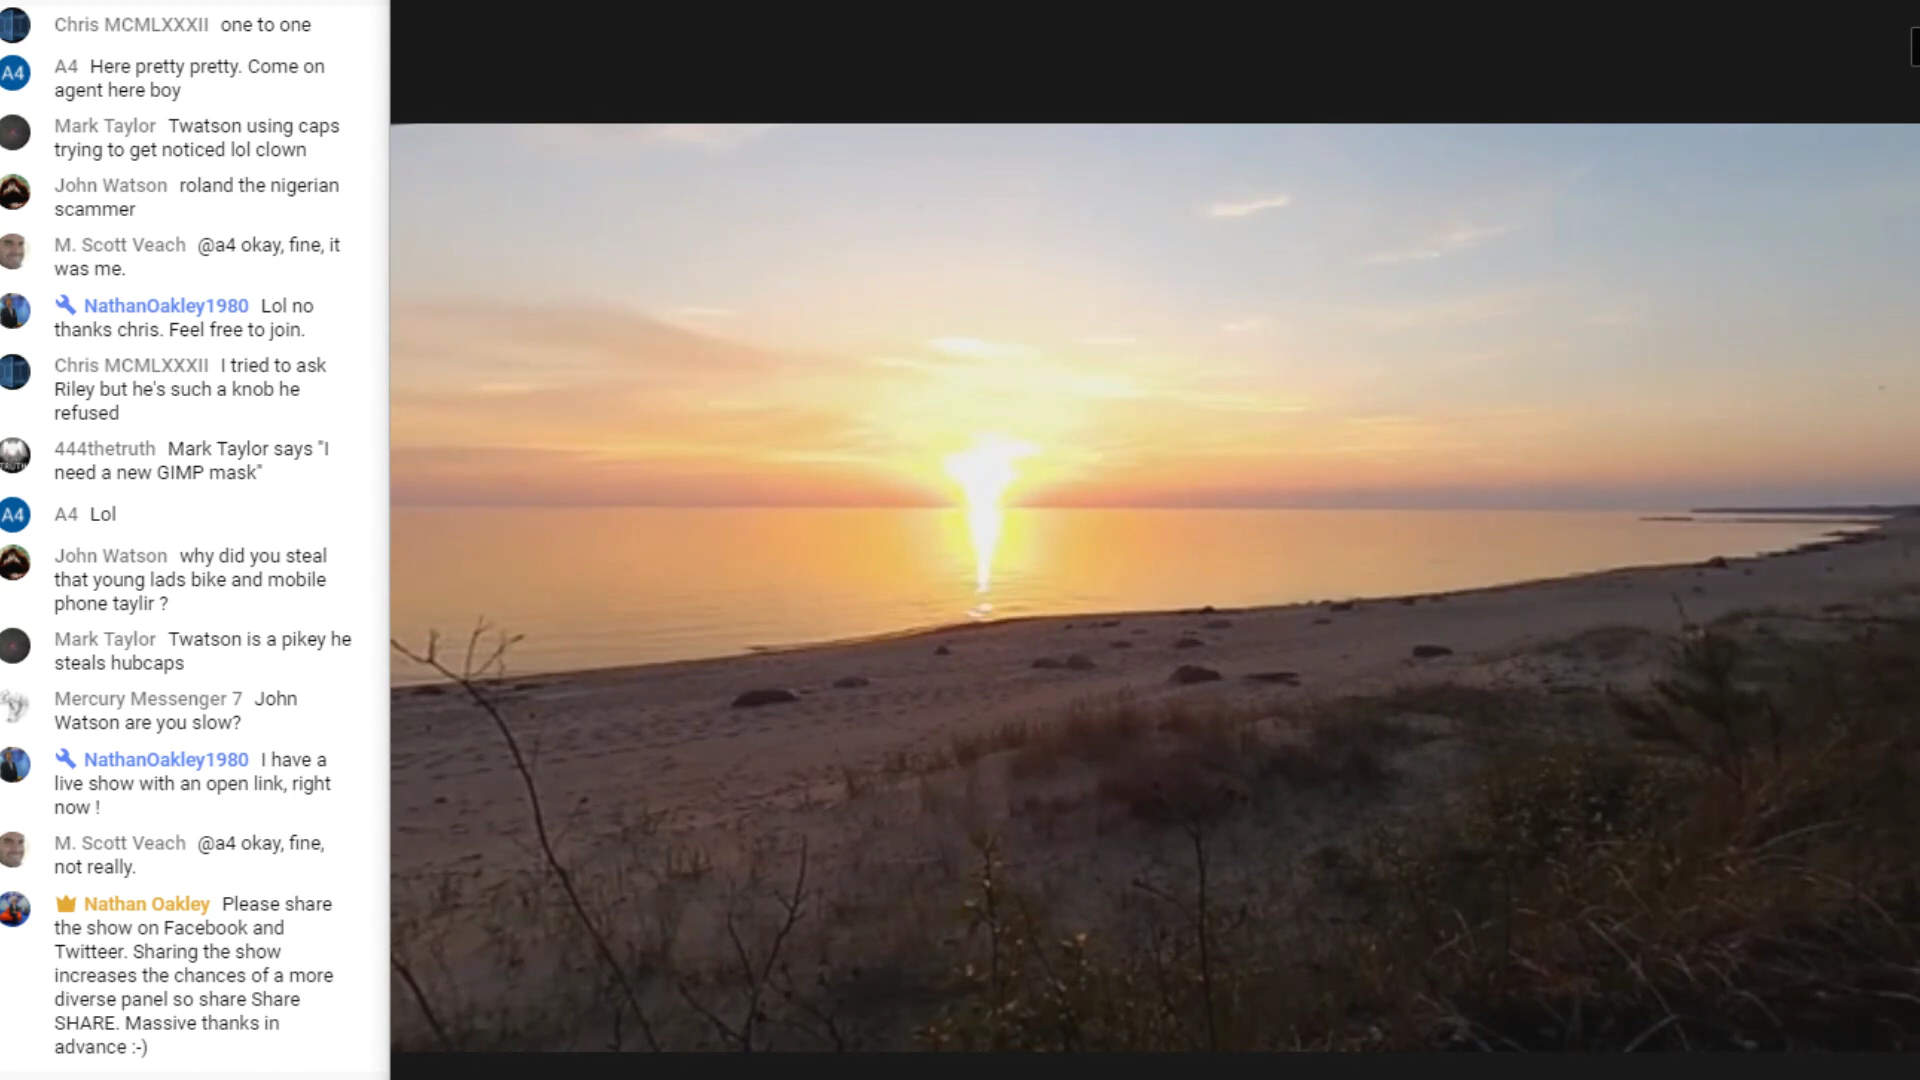 Chris MCMLXXXII one to one
A4 A4 Here pretty pretty. Come on
agent here boy
Mark Taylor Twatson using caps
trying to get noticed lol clown
John Watson roland the nigerian
scammer
M. Scott Veach @a4 okay, fine, it
was me.
NathanOakley1980 Lol no
thanks chris. Feel free to join.
Chris MCMLXXXII I tried to ask
Riley but he's such a knob he
refused
444thetruth Mark Taylor says "I
need a new GIMP mask"
TRUTH
A4 A4 Lol
John Watson why did you steal
that young lads bike and mobile
phone taylir ?
Mark Taylor Twatson is a pikey he
steals hubcaps
Mercury Messenger 7 John
Watson are you slow?
NathanOakley1980 I have a
live show with an open link, right
now !
M. Scott Veach @a4 okay, fine,
not really.
Nathan Oakley Please share
the show on Facebook and
Twitteer. Sharing the show
increases the chances of a more
diverse panel so share Share
SHARE. Massive thanks in
advance :-)